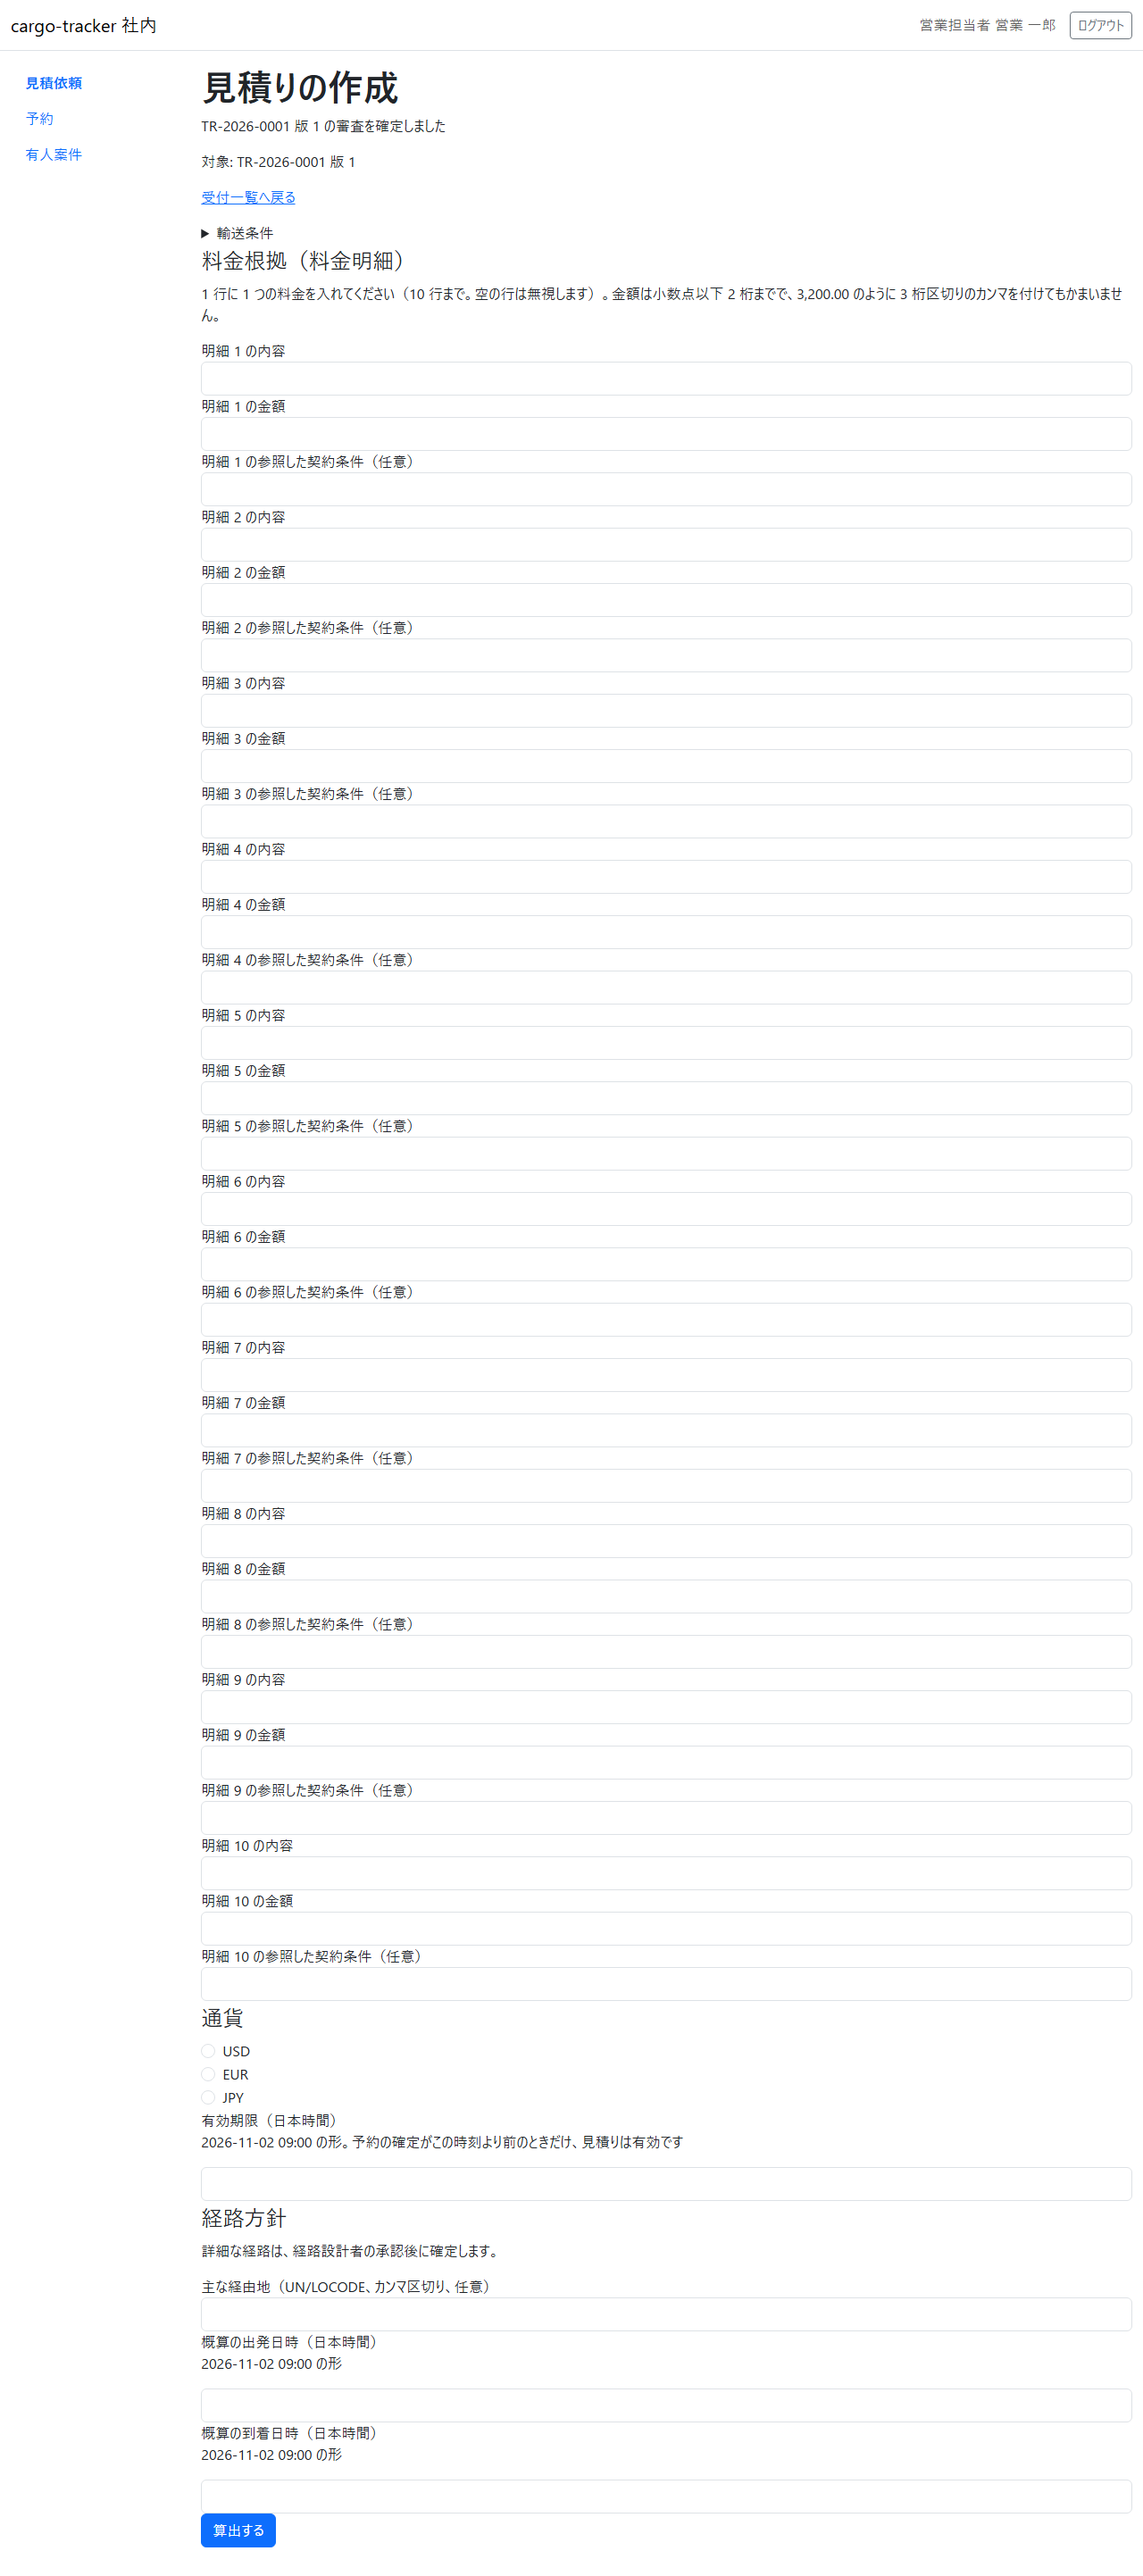 cargo-tracker 社内
営業担当者 営業 一郎
ログアウト
見積依頼
予約
有人案件
見積りの作成
TR-2026-0001 版 1 の審査を確定しました
対象: TR-2026-0001 版 1
受付一覧へ戻る
▶ 輸送条件
料金根拠（料金明細）
1 行に 1 つの料金を入れてください（10 行まで。空の行は無視します）。金額は小数点以下 2 桁までで、3,200.00 のように 3 桁区切りのカンマを付けてもかまいませ
ん。
明細 1 の内容
明細 1 の金額
明細 1 の参照した契約条件（任意）
明細 2 の内容
明細 2 の金額
明細 2 の参照した契約条件（任意）
明細 3 の内容
明細 3 の金額
明細 3 の参照した契約条件（任意）
明細 4 の内容
明細 4 の金額
明細 4 の参照した契約条件（任意）
明細 5 の内容
明細 5 の金額
明細 5 の参照した契約条件（任意）
明細 6 の内容
明細 6 の金額
明細 6 の参照した契約条件（任意）
明細 7 の内容
明細 7 の金額
明細 7 の参照した契約条件（任意）
明細 8 の内容
明細 8 の金額
明細 8 の参照した契約条件（任意）
明細 9 の内容
明細 9 の金額
明細 9 の参照した契約条件（任意）
明細 10 の内容
明細 10 の金額
明細 10 の参照した契約条件（任意）
通貨
USD
EUR
JPY
有効期限（日本時間）
2026-11-02 09:00 の形。予約の確定がこの時刻より前のときだけ、見積りは有効です
経路方針
詳細な経路は、経路設計者の承認後に確定します。
主な経由地（UN/LOCODE、カンマ区切り、任意）
概算の出発日時（日本時間）
2026-11-02 09:00 の形
概算の到着日時（日本時間）
2026-11-02 09:00 の形
算出する